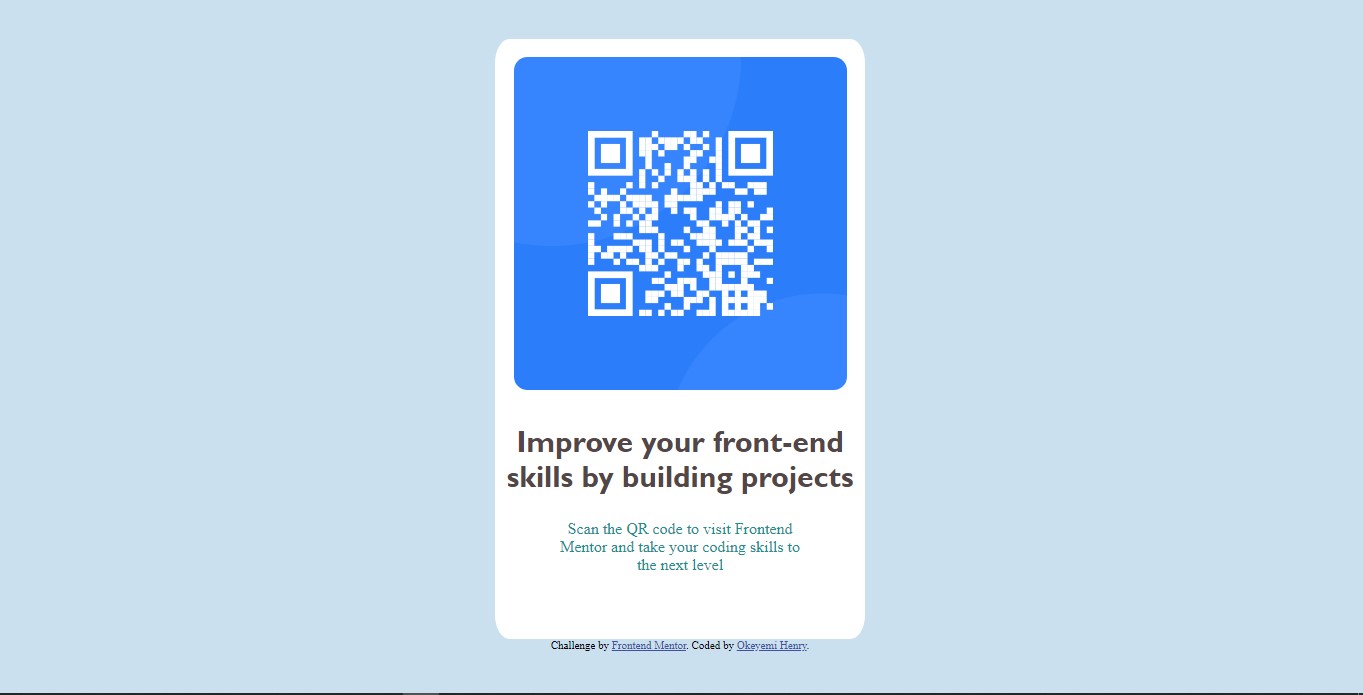 Improve your front-end
skills by building projects
Scan the QR code to visit Frontend
Mentor and take your coding skills to
the next level
Challenge by Frontend Mentor. Coded by Okeyemi Henry.